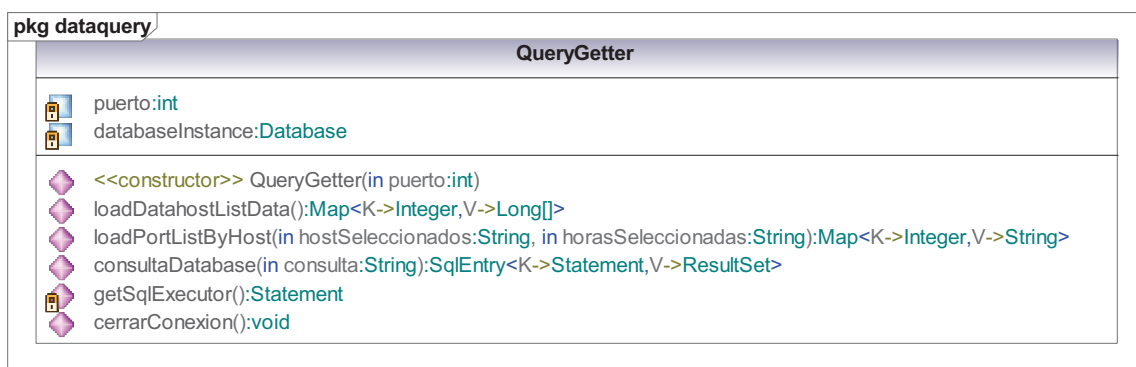 pkg dataquery
QueryGetter
puerto:int
databaseInstance:Database
<<constructor>> QueryGetter(in puerto:int)
loadDatahostListData():Map<K->Integer,V->Long[]>
loadPortListByHost(in hostSeleccionados:String, in horasSeleccionadas:String):Map<K->Integer,V->String>
consultaDatabase(in consulta:String):SqlEntry<K->Statement,V->ResultSet>
getSqlExecutor():Statement
cerrarConexion():void